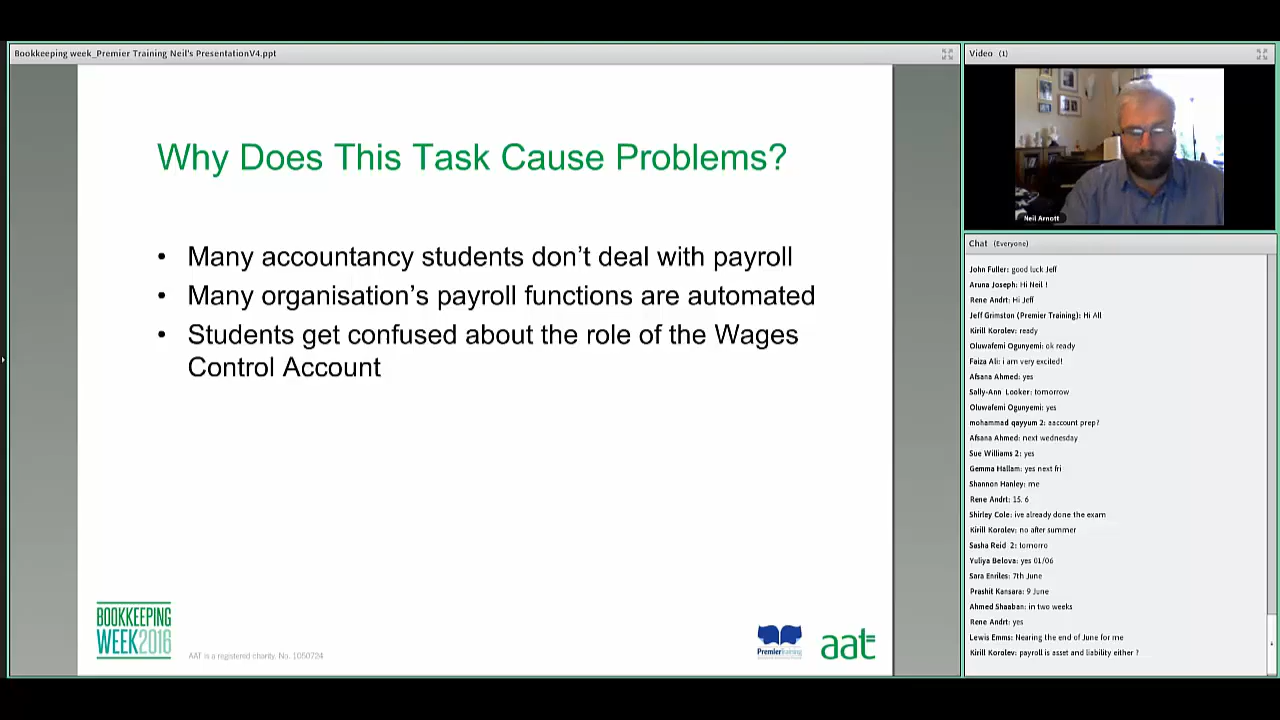 Bookkeeping week_Premier Training Neil's PresentationV4.ppt
Why Does This Task Cause Problems?
• Many accountancy students don't deal with payroll
• Many organisation's payroll functions are automated
• Students get confused about the role of the Wages
Control Account
BOOKKEEPING
WEEK2016
AAT is a registered charity. No. 1050724
PremierTraining
aat
Video (1)
Neil Arnott
Chat (Everyone)
John Fuller: good luck Jeff
Aruna Joseph: Hi Neil !
Rene Andrt: Hi Jeff
Jeff Grimston (Premier Training): Hi All
Kirill Korolev: ready
Oluwafemi Ogunyemi: ok ready
Faiza Ali: i am very excited!
Afsana Ahmed: yes
Sally-Ann Looker: tomorrow
Oluwafemi Ogunyemi: yes
mohammad qayyum 2: aaccount prep?
Afsana Ahmed: next wednesday
Sue Williams 2: yes
Gemma Hallam: yes next fri
Shannon Hanley: me
Rene Andrt: 15. 6
Shirley Cole: ive already done the exam
Kirill Korolev: no after summer
Sasha Reid 2: tomorro
Yuliya Belova: yes 01/06
Sara Enriles: 7th June
Prashit Kansara: 9 June
Ahmed Shaaban: in two weeks
Rene Andrt: yes
Lewis Emms: Nearing the end of June for me
Kirill Korolev: payroll is asset and liability either ?